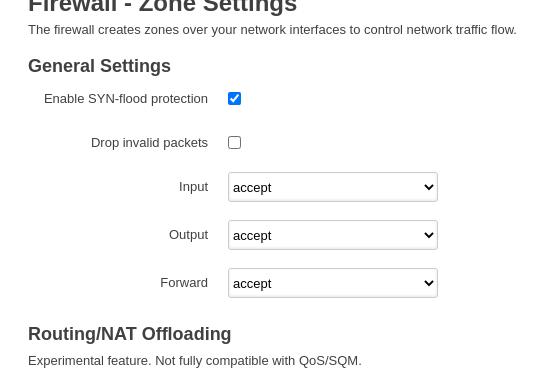 Firewall - Zone Settings
The firewall creates zones over your network interfaces to control network traffic flow.
General Settings
Enable SYN-flood protection
Drop invalid packets
Input accept
Output accept
Forward accept
Routing/NAT Offloading
Experimental feature. Not fully compatible with QoS/SQM.